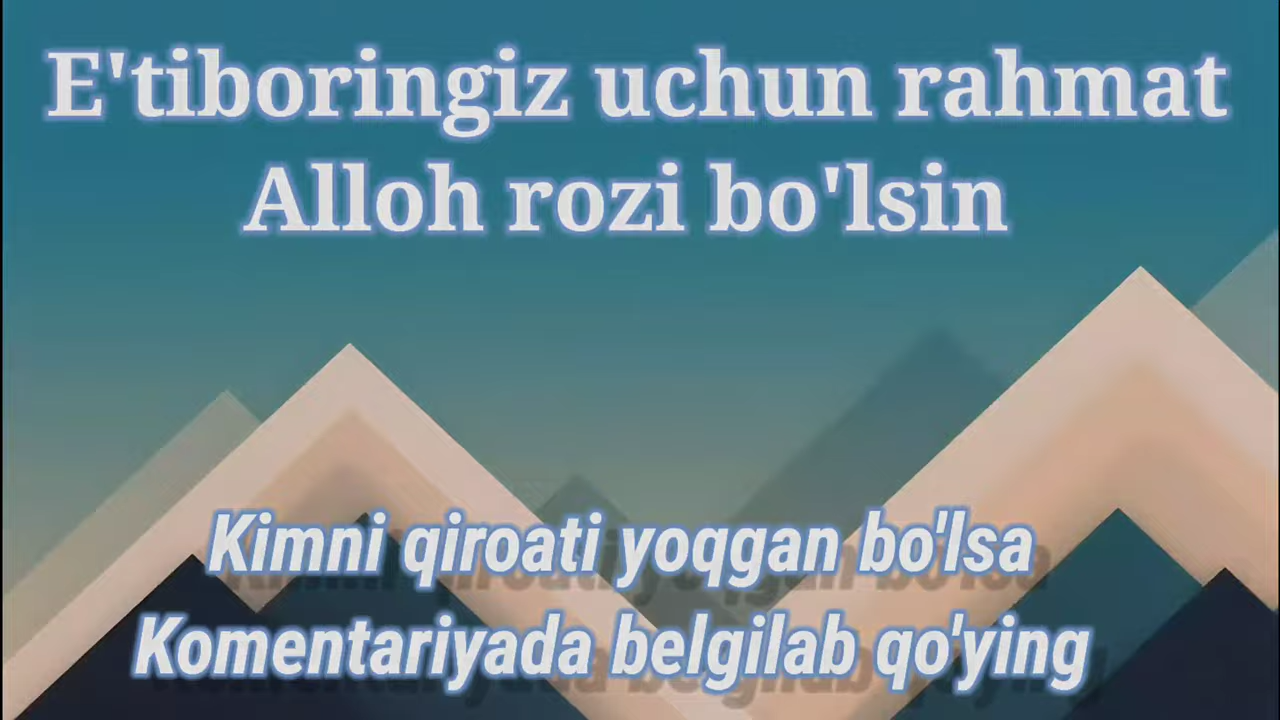 E'tiboringiz uchun rahmat
Alloh rozi bo'lsin
Kimni qiroati yoqgan bo'lsa
Komentariyada belgilab qo'ying